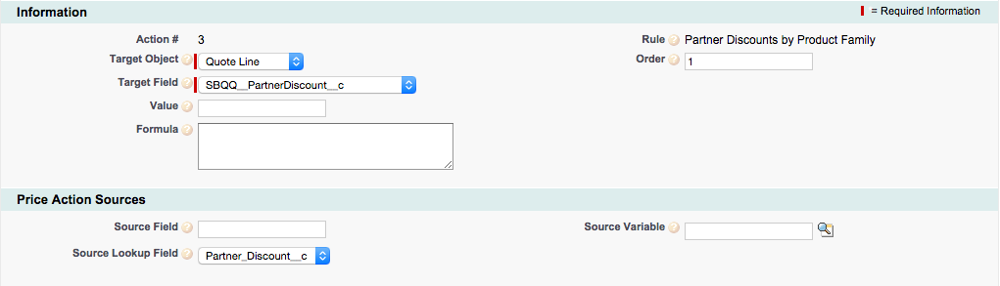 Information
= Required Information
Action # 3
Rule ? Partner Discounts by Product Family
Target Object ? Quote Line
Order ? 1
Target Field ? SBQQ__PartnerDiscount__c
Value ?
Formula ?
Price Action Sources
Source Field ?
Source Variable ?
Source Lookup Field ? Partner_Discount__c